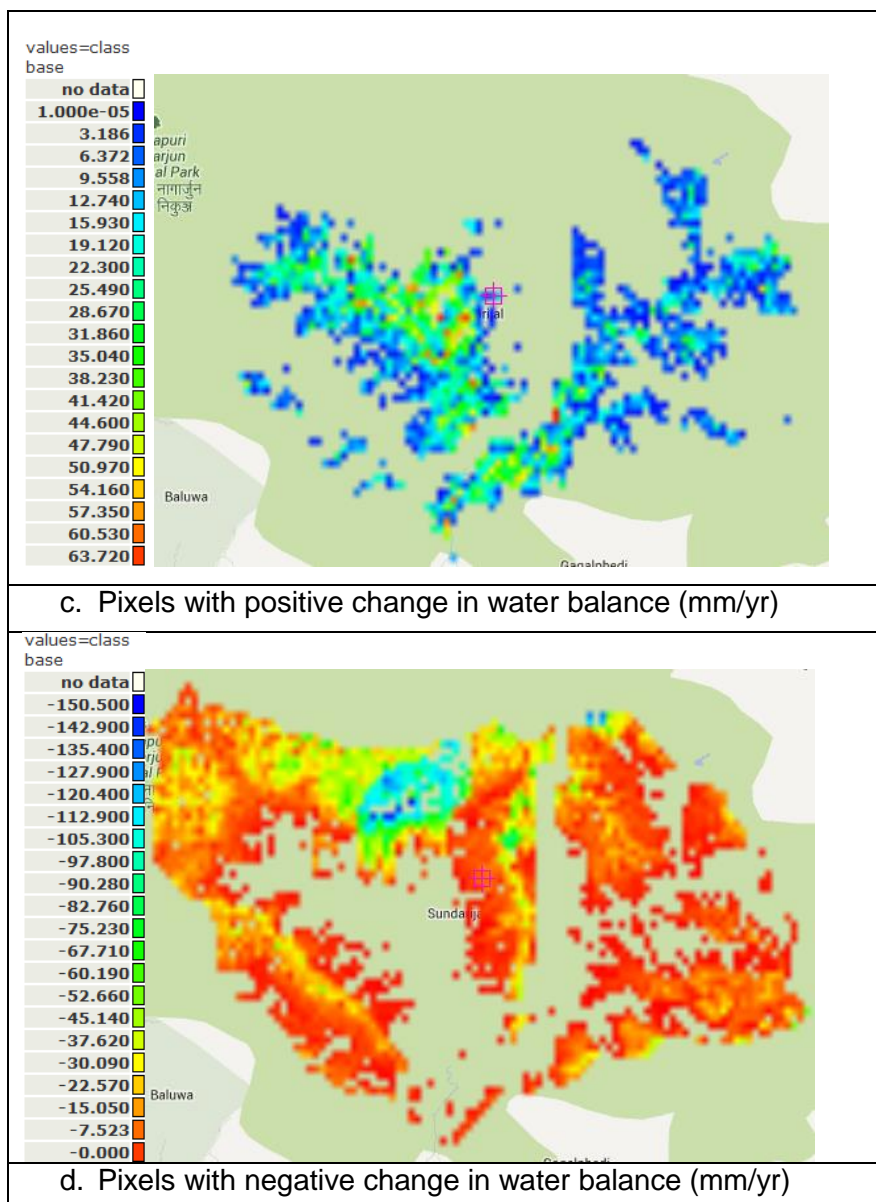 values=class
base
no data
1.000e-05
3.186
6.372
9.558
12.740
15.930
19.120
22.300
25.490
28.670
31.860
35.040
38.230
41.420
44.600
47.790
50.970
54.160
57.350
60.530
63.720
apuri
arjun
al Park
नागार्जुन
निकुञ्ज
Baluwa
c. Pixels with positive change in water balance (mm/yr)
values=class
base
no data
-150.500
-142.900
-135.400
-127.900
-120.400
-112.900
-105.300
-97.800
-90.280
-82.760
-75.230
-67.710
-60.190
-52.660
-45.140
-37.620
-30.090
-22.570
-15.050
-7.523
-0.000
Baluwa
d. Pixels with negative change in water balance (mm/yr)